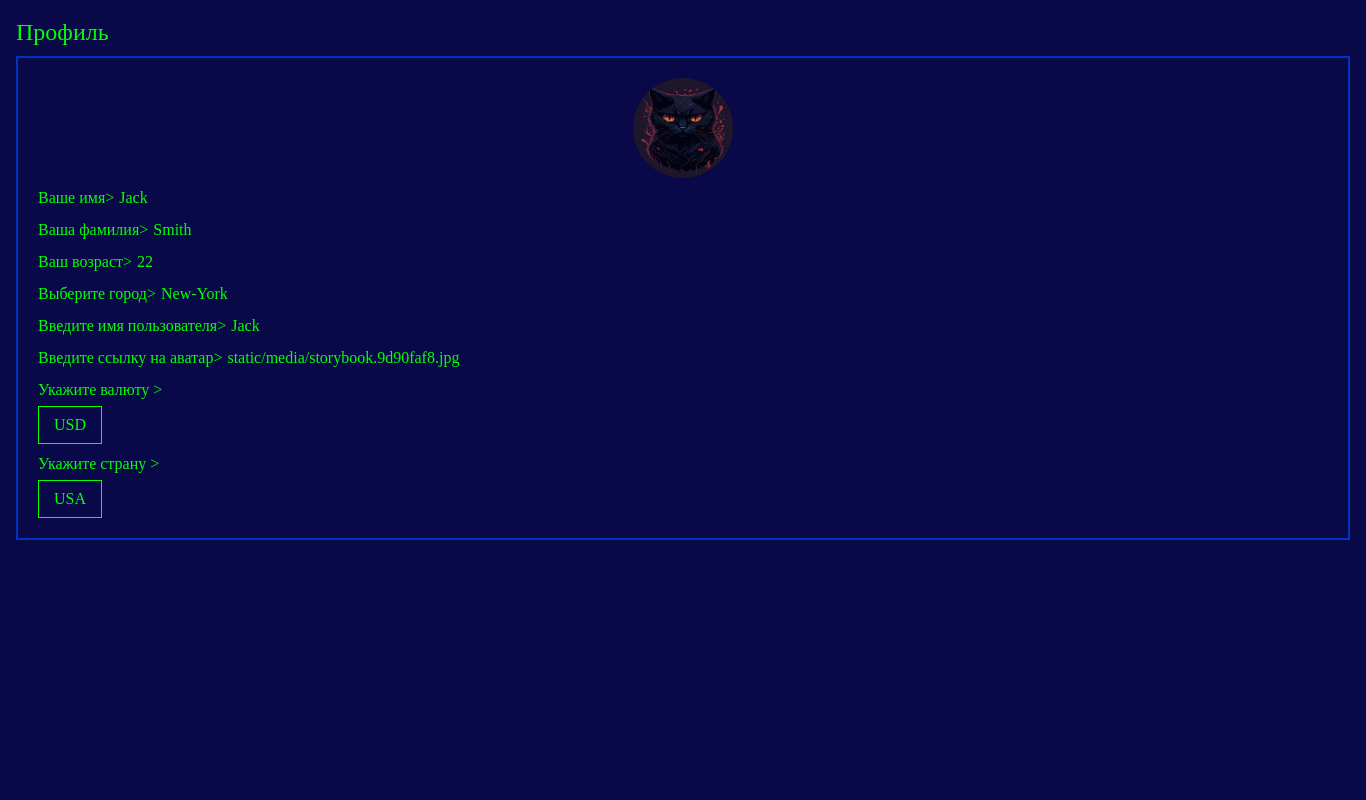 Профиль
Ваше имя> Jack
Ваша фамилия> Smith
Ваш возраст> 22
Выберите город> New-York
Введите имя пользователя> Jack
Введите ссылку на аватар> static/media/storybook.9d90faf8.jpg
Укажите валюту >
USD
Укажите страну >
USA